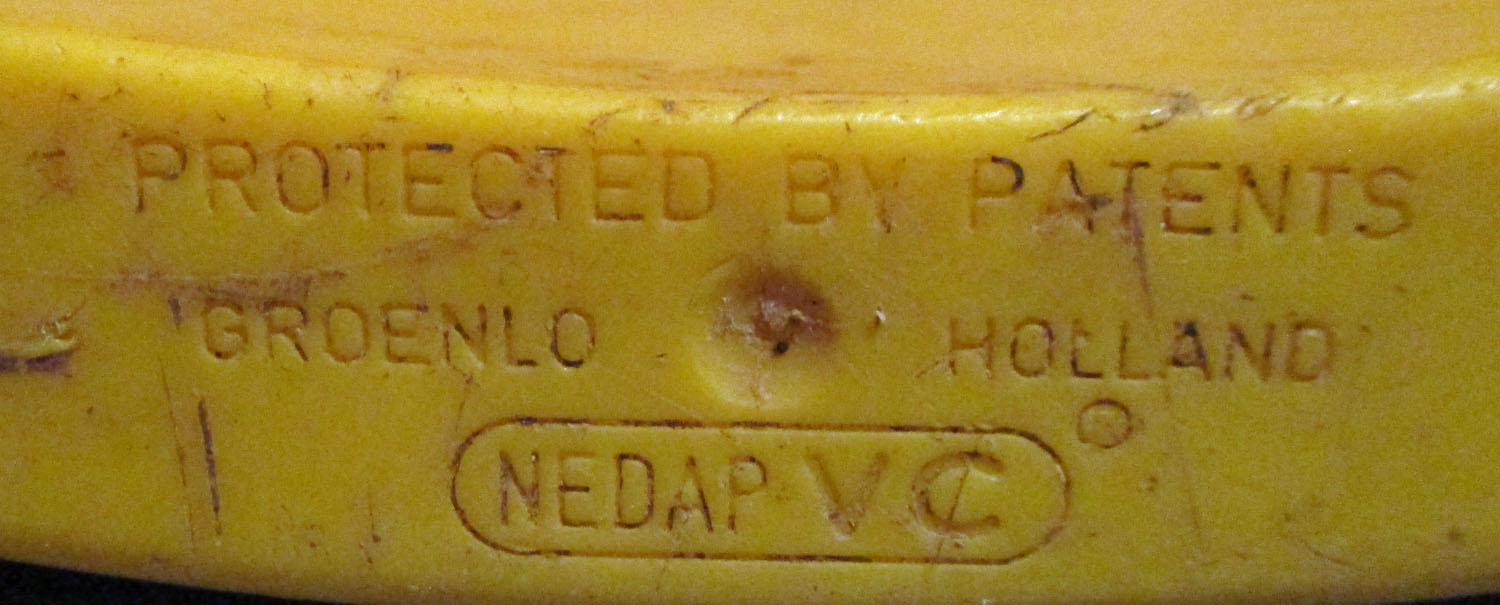 PROTECTED BY PATENTS
GROENLO HOLLAND
NEDAP VC